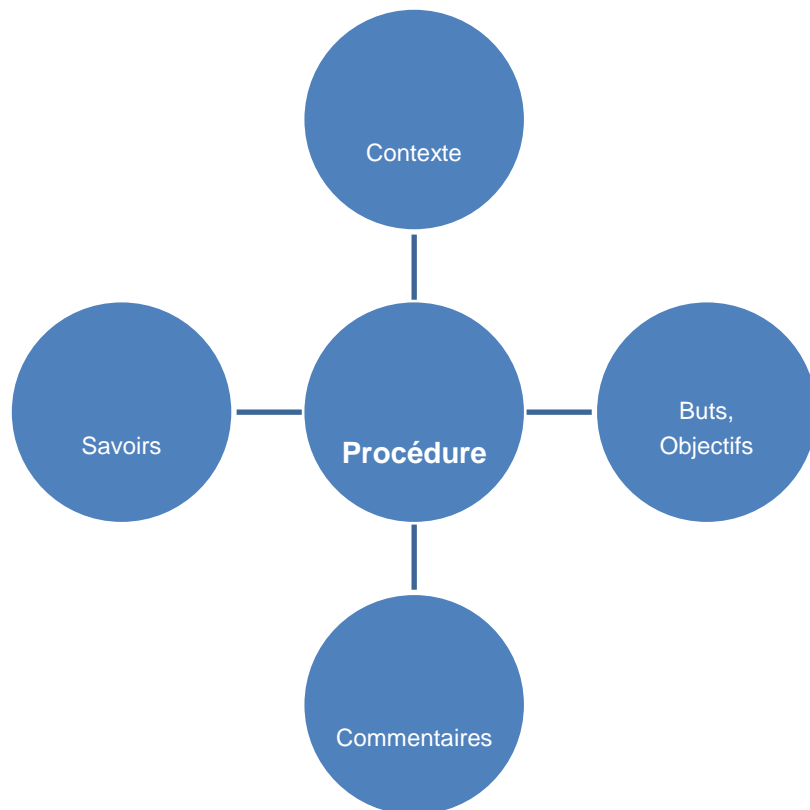 Contexte
Savoirs
Procédure
Buts,
Objectifs
Commentaires